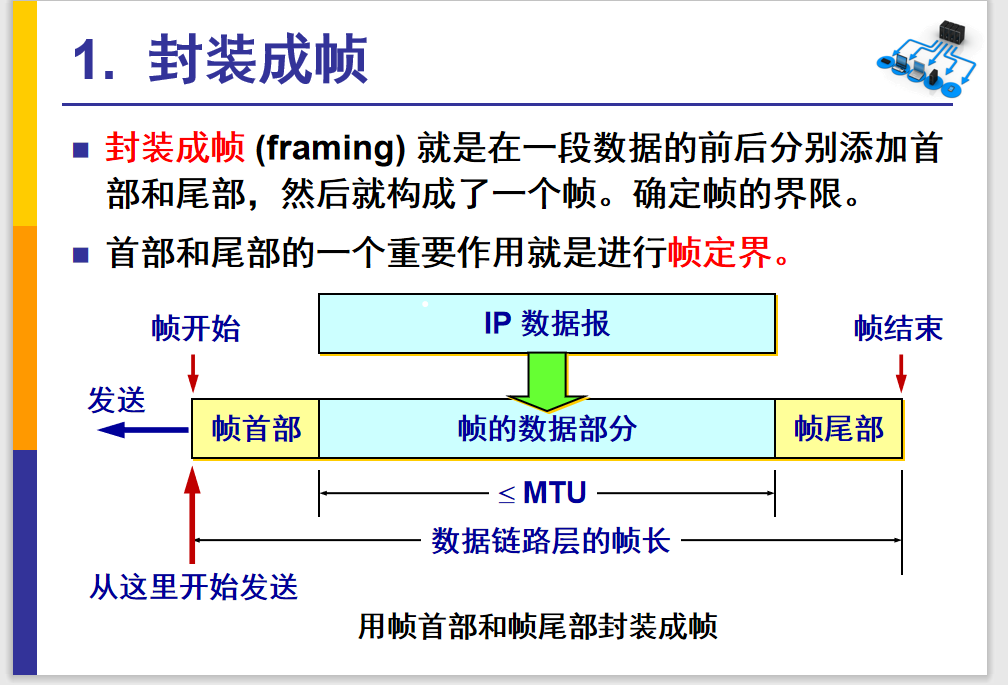 1. 封装成帧
封装成帧 (framing) 就是在一段数据的前后分别添加首
部和尾部，然后就构成了一个帧。确定帧的界限。
首部和尾部的一个重要作用就是进行帧定界。
IP 数据报
帧开始
帧结束
发送
帧首部
帧的数据部分
帧尾部
≤ MTU
数据链路层的帧长
从这里开始发送
用帧首部和帧尾部封装成帧